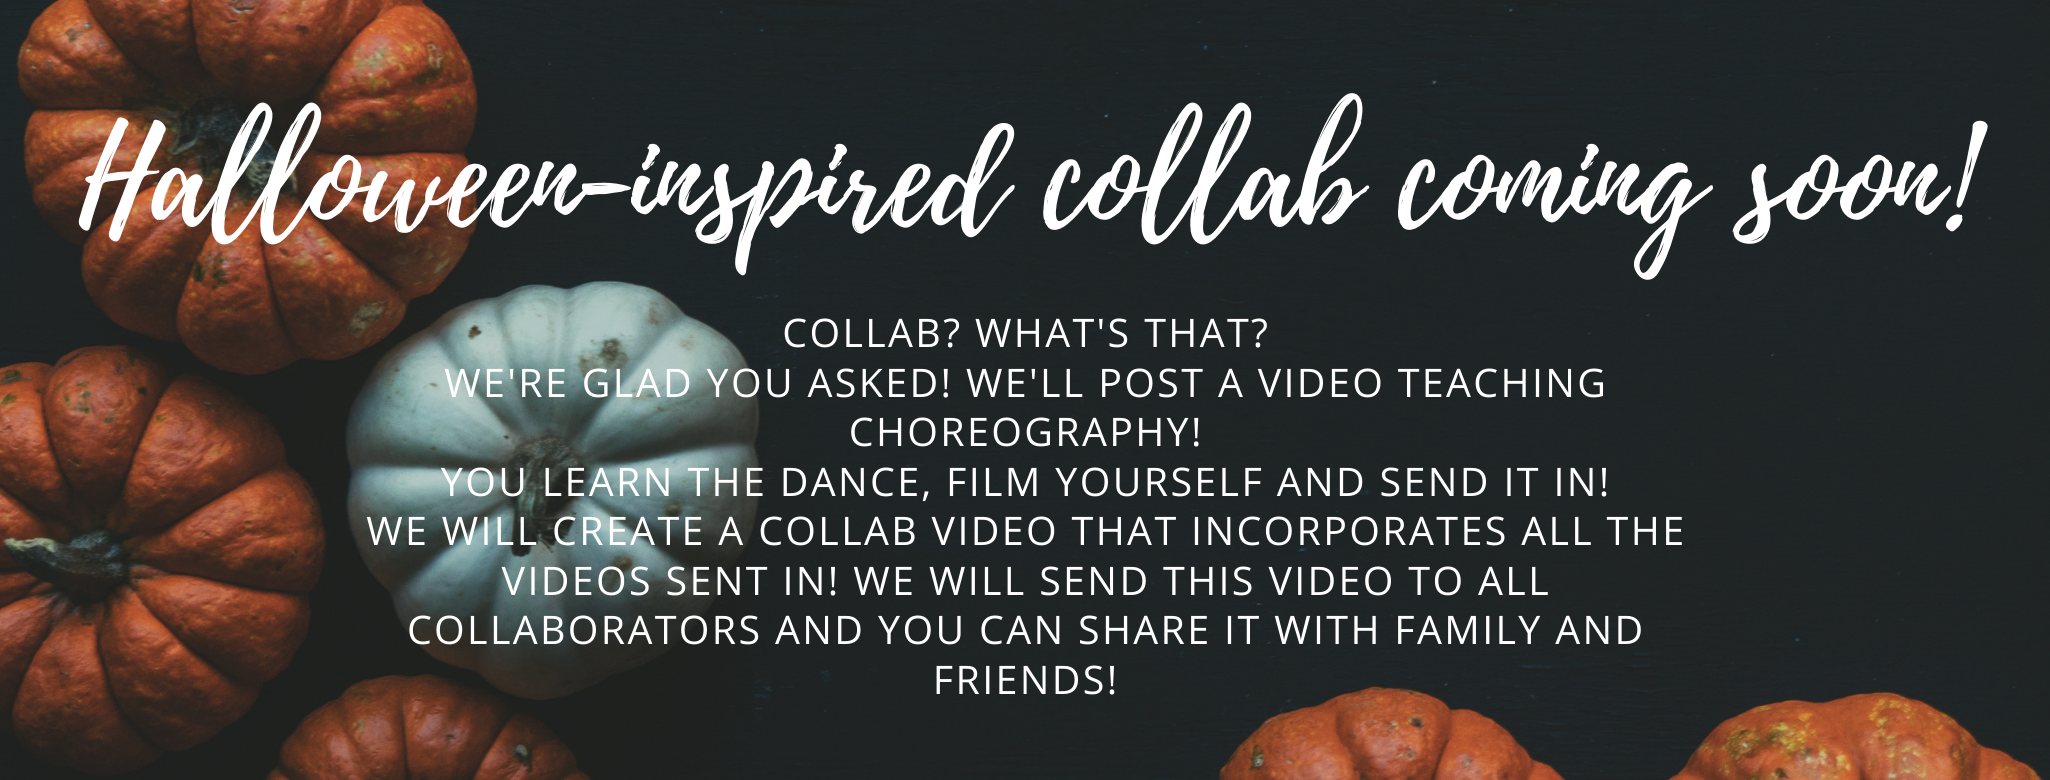 Halloween-inspired collab coming soon!
COLLAB? WHAT'S THAT?
WE'RE GLAD YOU ASKED! WE'LL POST A VIDEO TEACHING
CHOREOGRAPHY!
YOU LEARN THE DANCE, FILM YOURSELF AND SEND IT IN!
WE WILL CREATE A COLLAB VIDEO THAT INCORPORATES ALL THE
VIDEOS SENT IN! WE WILL SEND THIS VIDEO TO ALL
COLLABORATORS AND YOU CAN SHARE IT WITH FAMILY AND
FRIENDS!